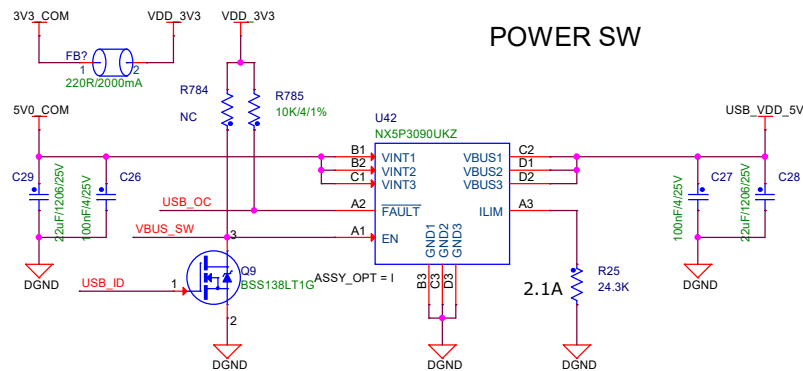 POWER SW
3V3_COM
VDD_3V3
VDD_3V3
FB?
1
2
220R/2000mA
R784
NC
R785
10K/4/1%
5V0_COM
C29
22uF/1206/25V
C26
100nF/4/25V
U42
NX5P3090UKZ
B1
VINT1
B2
VINT2
C1
VINT3
A2
FAULT
A1
EN
VBUS1
C2
VBUS2
D1
VBUS3
D2
ILIM
A3
GND1
GND2
GND3
B3
C3
D3
USB_VDD_5V
C27
100nF/4/25V
C28
22uF/1206/25V
USB_OC
VBUS_SW
USB_ID
3
1
2
Q9
BSS138LT1G
ASSY_OPT = I
2.1A
R25
24.3K
DGND
DGND
DGND
DGND
DGND